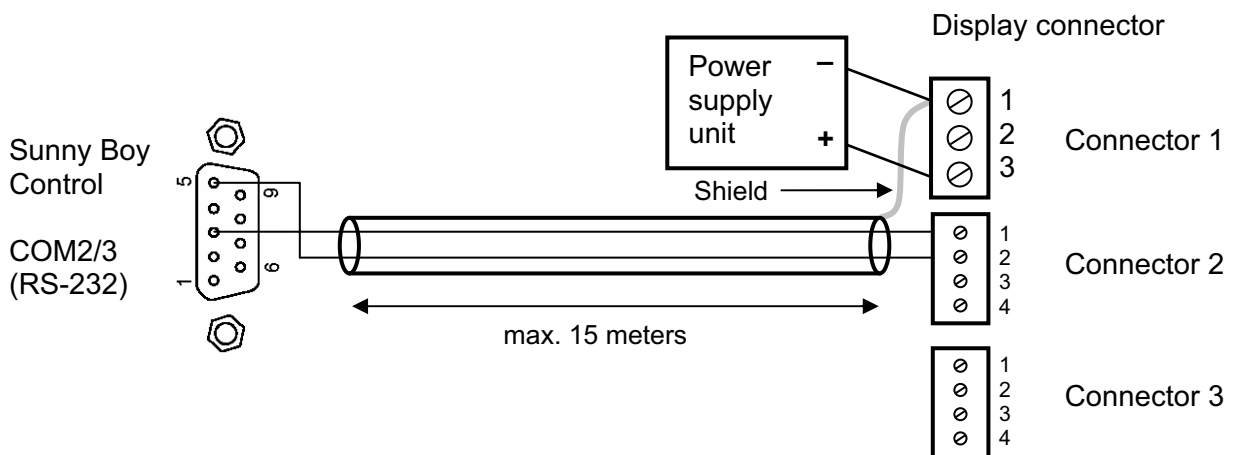 Display connector
Power
supply
unit
–
+
1
2
3
Connector 1
Sunny Boy
Control
COM2/3
(RS-232)
5
9
1
6
Shield
max. 15 meters
1
2
3
4
Connector 2
1
2
3
4
Connector 3